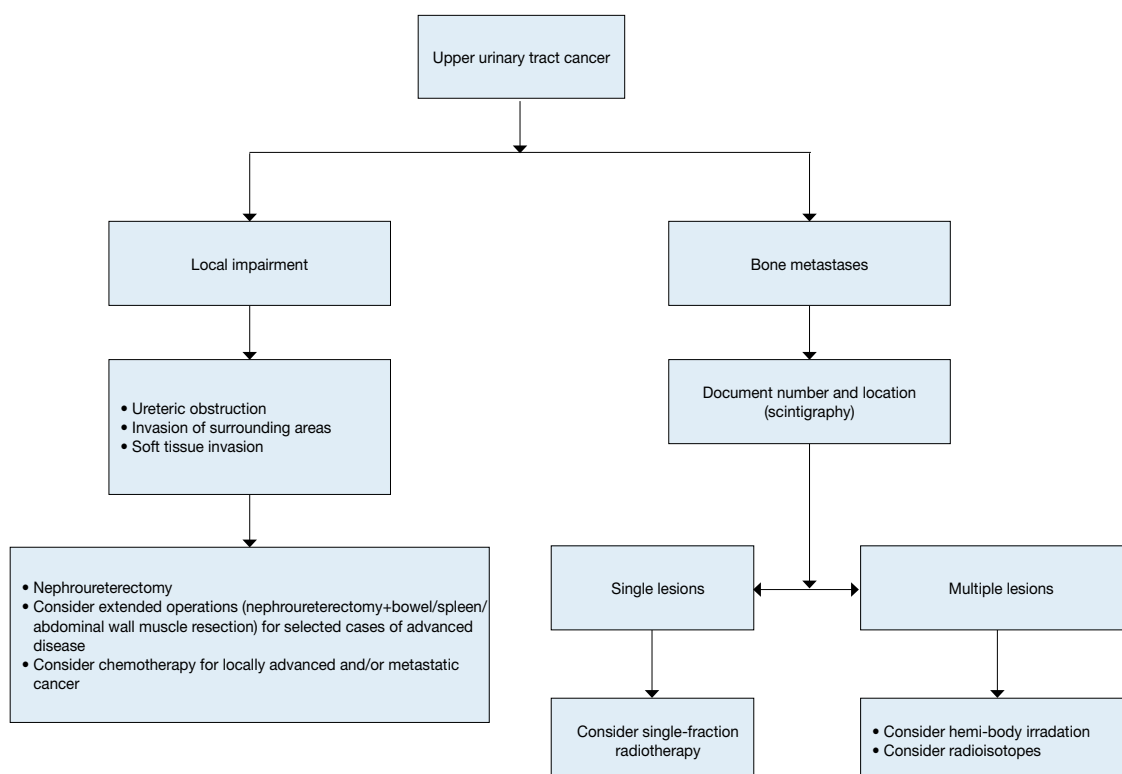 Upper urinary tract cancer
Local impairment
Bone metastases
• Ureteric obstruction
• Invasion of surrounding areas
• Soft tissue invasion
Document number and location
(scintigraphy)
• Nephroureterectomy
• Consider extended operations (nephroureterectomy+bowel/spleen/
abdominal wall muscle resection) for selected cases of advanced
disease
• Consider chemotherapy for locally advanced and/or metastatic
cancer
Single lesions
Multiple lesions
Consider single-fraction
radiotherapy
• Consider hemi-body irradation
• Consider radioisotopes